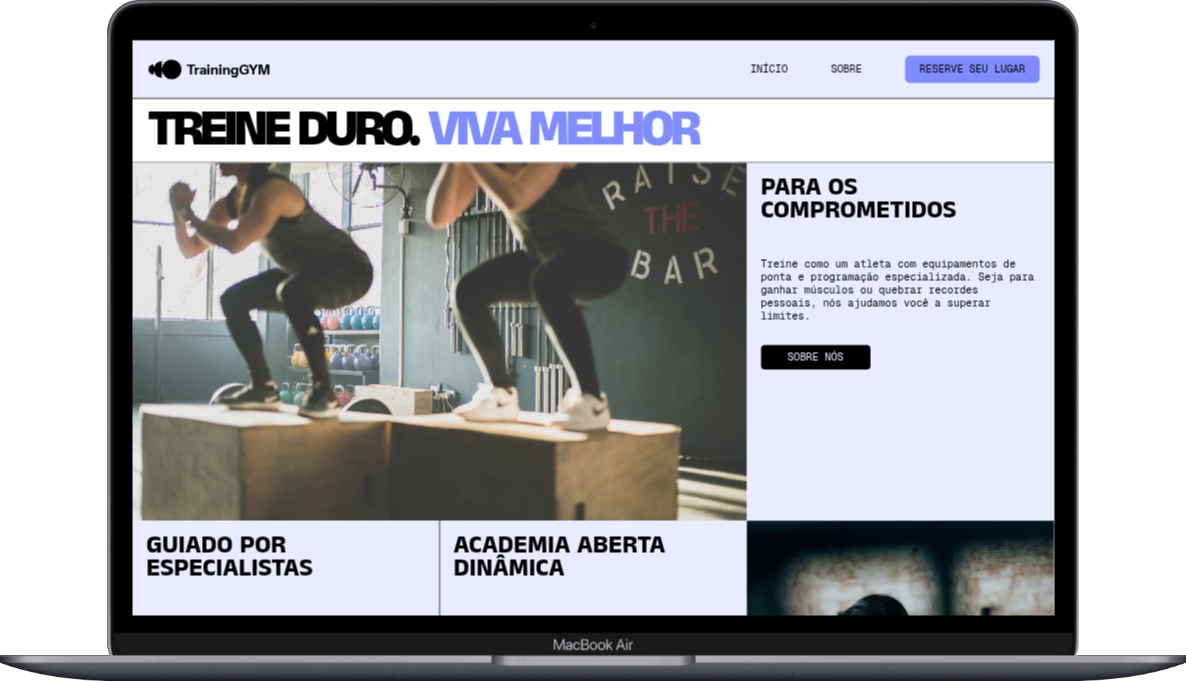 TrainingGYM
INÍCIO
SOBRE
RESERVE SEU LUGAR
TREINE DURO. VIVA MELHOR
RAISE
THE
BAR
PARA OS
COMPROMETIDOS
Treine como um atleta com equipamentos de
ponta e programação especializada. Seja para
ganhar músculos ou quebrar recordes
pessoais, nós ajudamos você a superar
limites.
SOBRE NÓS
GUIADO POR
ESPECIALISTAS
ACADEMIA ABERTA
DINÂMICA
MacBook Air